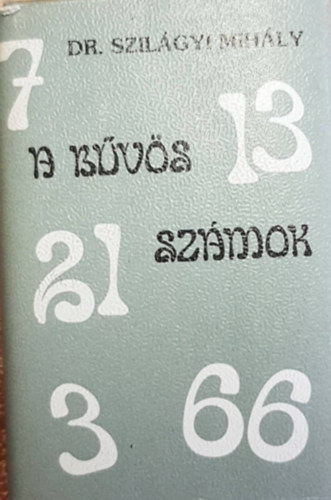 DR. SZILÁGYI MIHÁLY
7
A BŰVÖS
13
21
SZÁMOK
3
66